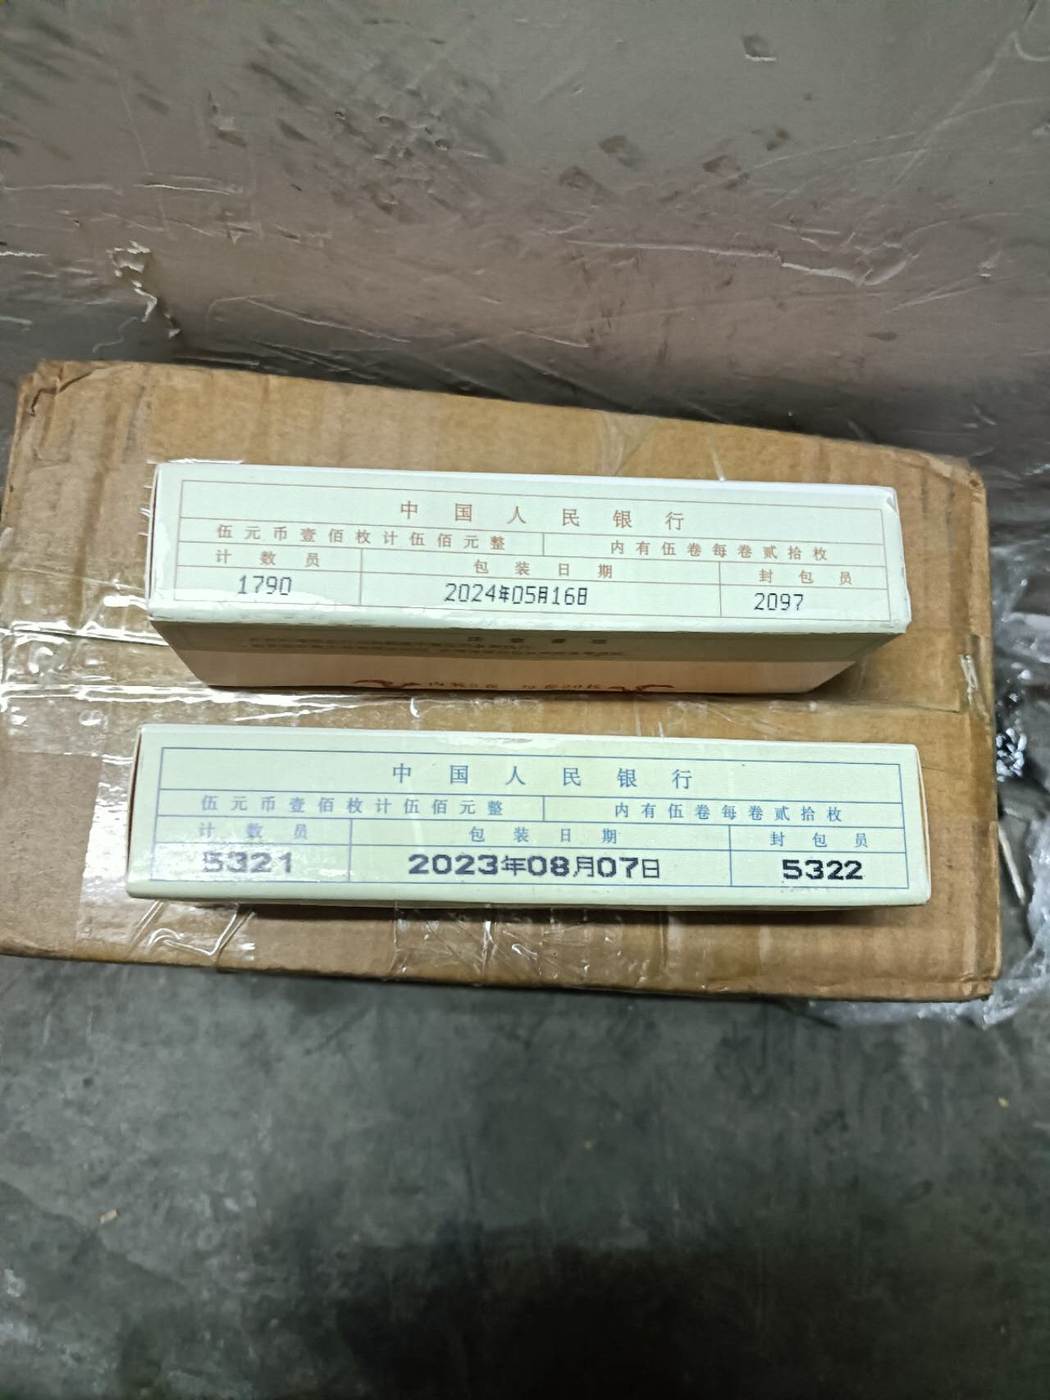 中国人民银行
伍元币壹佰枚计伍佰元整 内有伍卷每卷贰拾枚
计数员 包装日期 封包员
1790 2024年05月16日 2097
中国人民银行
伍元币壹佰枚计伍佰元整 内有伍卷每卷贰拾枚
计数员 包装日期 封包员
5321 2023年08月07日 5322